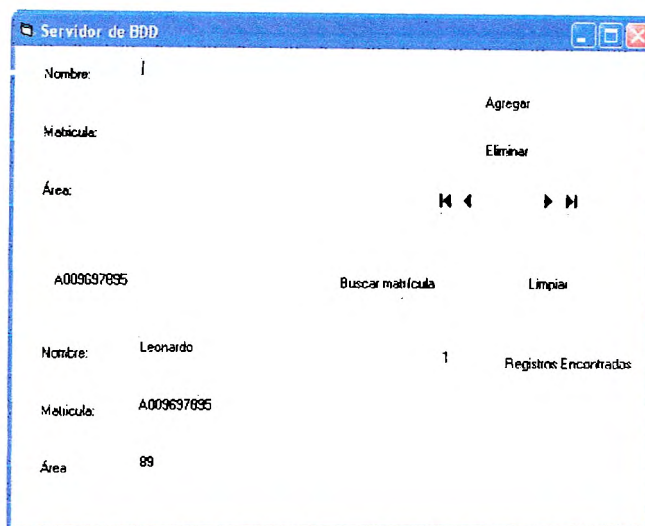 Servidor de BDD
Nombre:
Agregar
Matricula:
Eliminar
Área:
A009697895
Buscar matrícula
Limpiar
Nombre:
Leonardo
1
Registros Encontrados
Matricula:
A009697895
Área
89